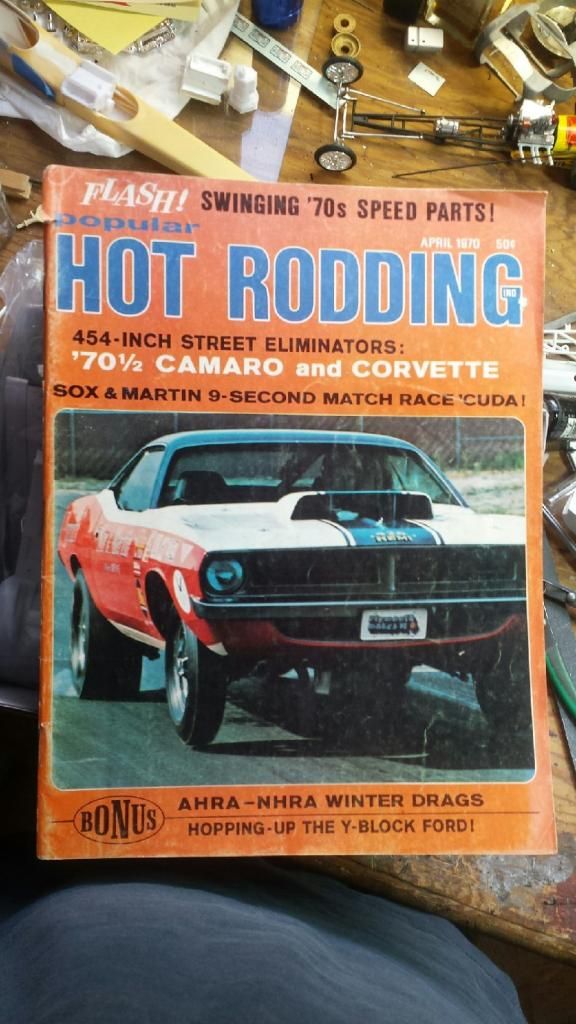 FLASH! SWINGING '70s SPEED PARTS!
popular
APRIL 1970 50¢
HOT RODDING
454-INCH STREET ELIMINATORS:
'70½ CAMARO and CORVETTE
SOX & MARTIN 9-SECOND MATCH RACE 'CUDA!
HEMI
BONUS
AHRA-NHRA WINTER DRAGS
HOPPING-UP THE Y-BLOCK FORD!